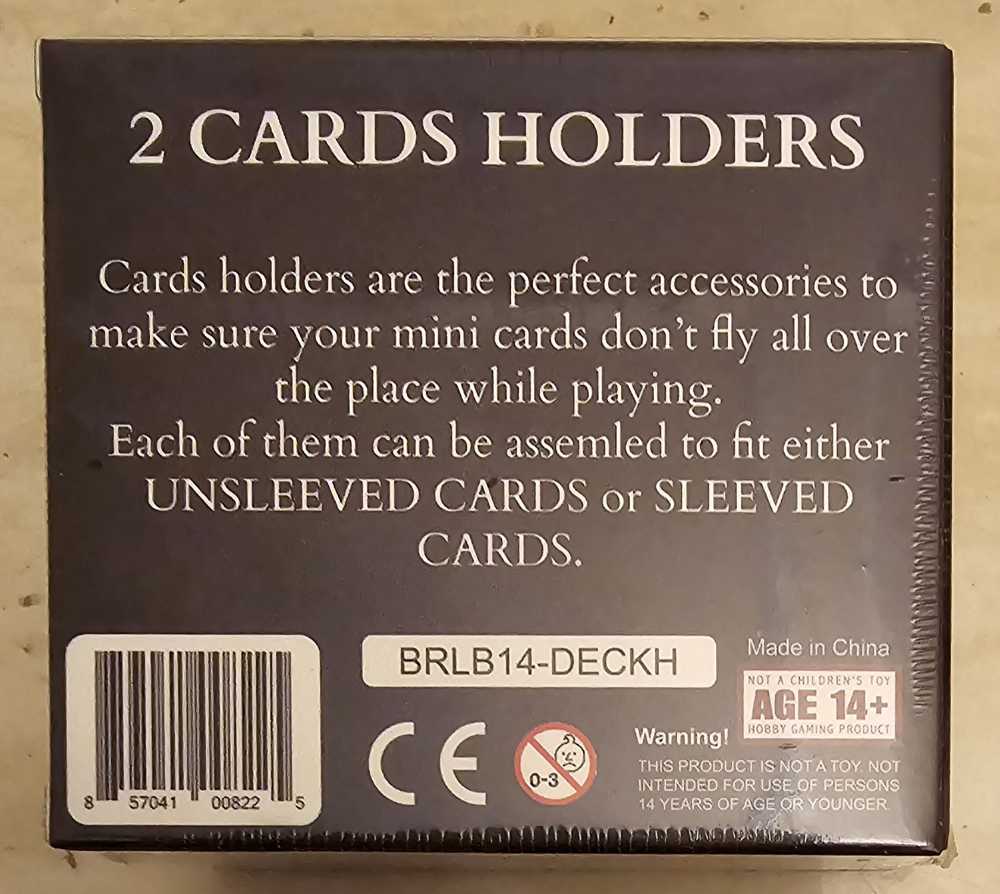 2 CARDS HOLDERS
Cards holders are the perfect accessories to
make sure your mini cards don't fly all over
the place while playing.
Each of them can be assemled to fit either
UNSLEEVED CARDS or SLEEVED
CARDS.
BRLB14-DECKH
Made in China
NOT A CHILDREN'S TOY
AGE 14+
HOBBY GAMING PRODUCT
8 57041 00822 5
CE
0-3
Warning!
THIS PRODUCT IS NOT A TOY. NOT
INTENDED FOR USE OF PERSONS
14 YEARS OF AGE OR YOUNGER.